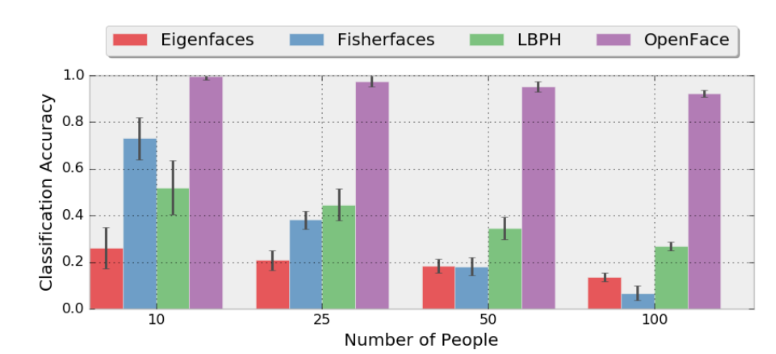 Eigenfaces Fisherfaces LBPH OpenFace
Classification Accuracy
1.0
0.8
0.6
0.4
0.2
0.0
10 25 50 100
Number of People